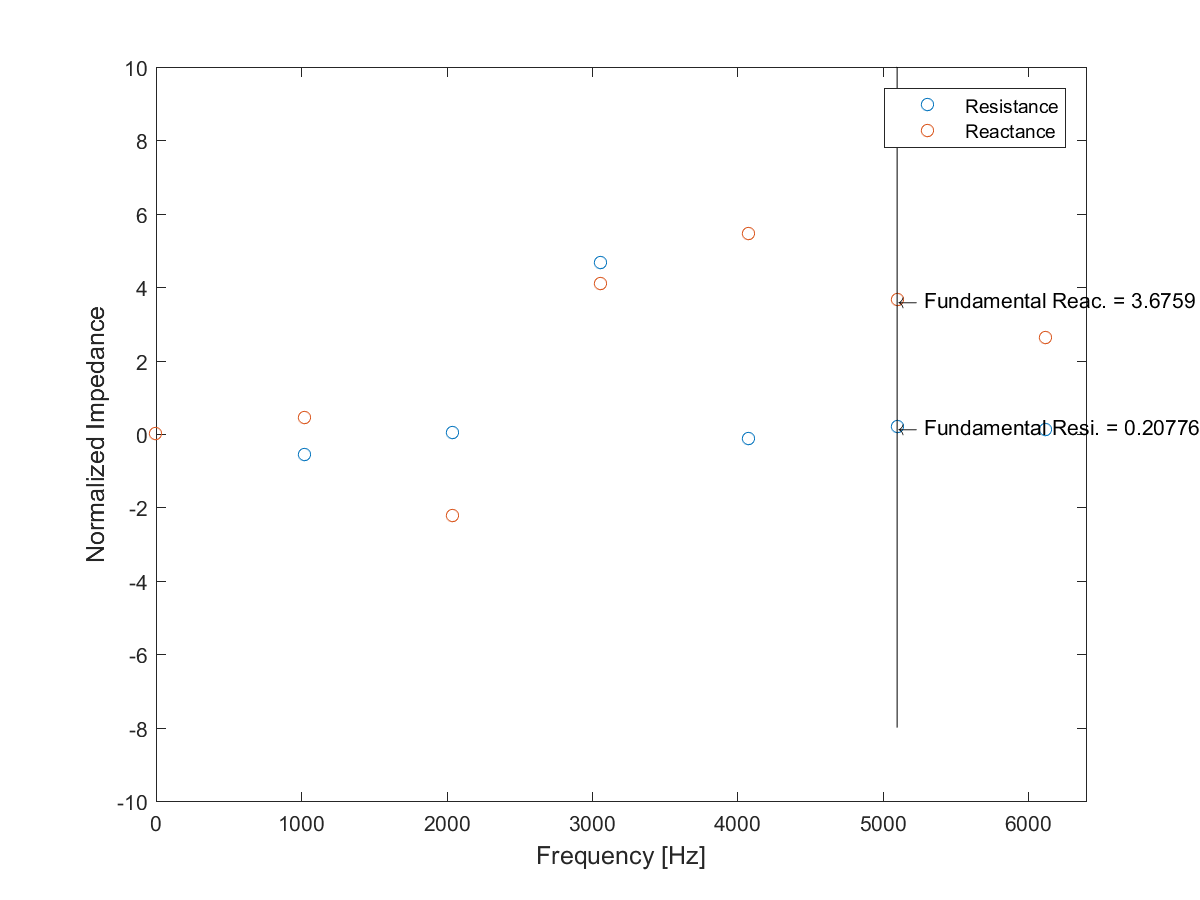 10
8
6
4
2
0
-2
-4
-6
-8
-10
Normalized Impedance
Resistance
Reactance
← Fundamental Reac. = 3.6759
← Fundamental Resi. = 0.20776
0 1000 2000 3000 4000 5000 6000
Frequency [Hz]